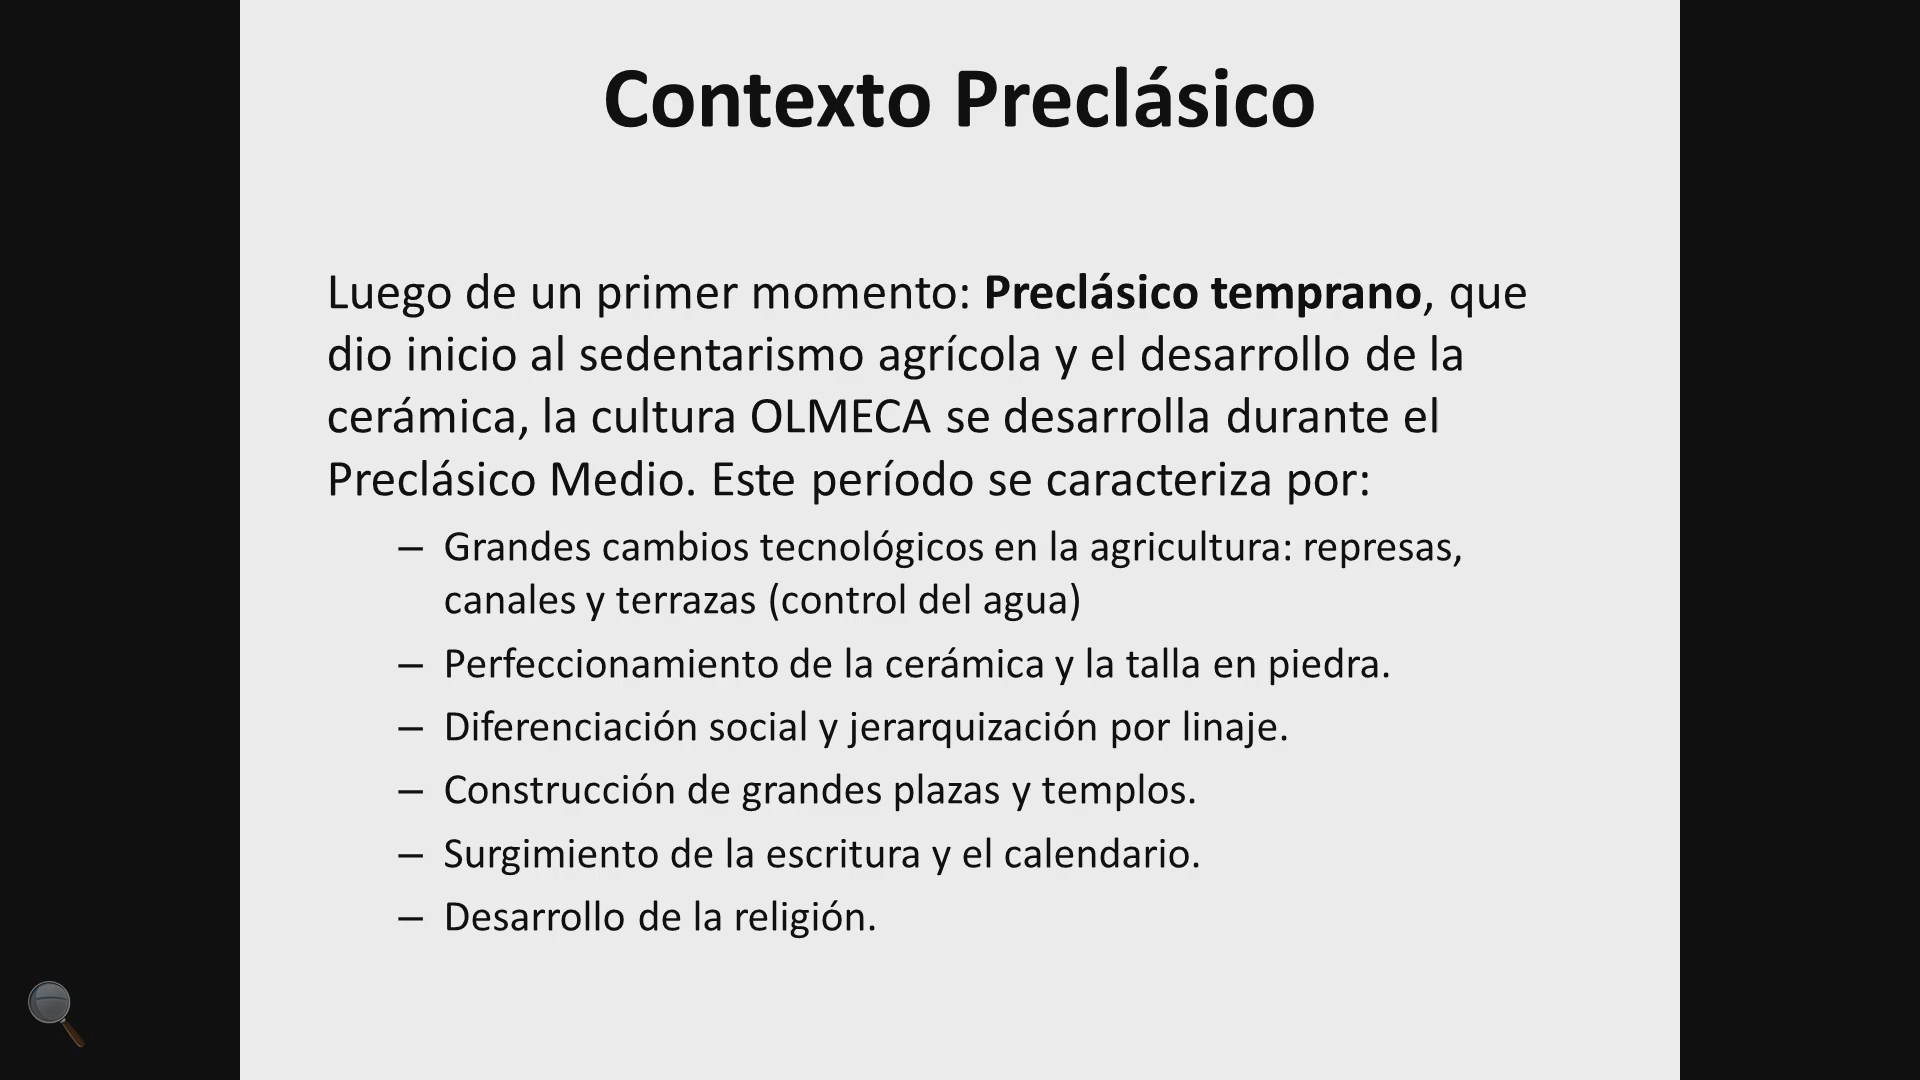 Contexto Preclásico
Luego de un primer momento: Preclásico temprano, que
dio inicio al sedentarismo agrícola y el desarrollo de la
cerámica, la cultura OLMECA se desarrolla durante el
Preclásico Medio. Este período se caracteriza por:
– Grandes cambios tecnológicos en la agricultura: represas,
canales y terrazas (control del agua)
– Perfeccionamiento de la cerámica y la talla en piedra.
– Diferenciación social y jerarquización por linaje.
– Construcción de grandes plazas y templos.
– Surgimiento de la escritura y el calendario.
– Desarrollo de la religión.